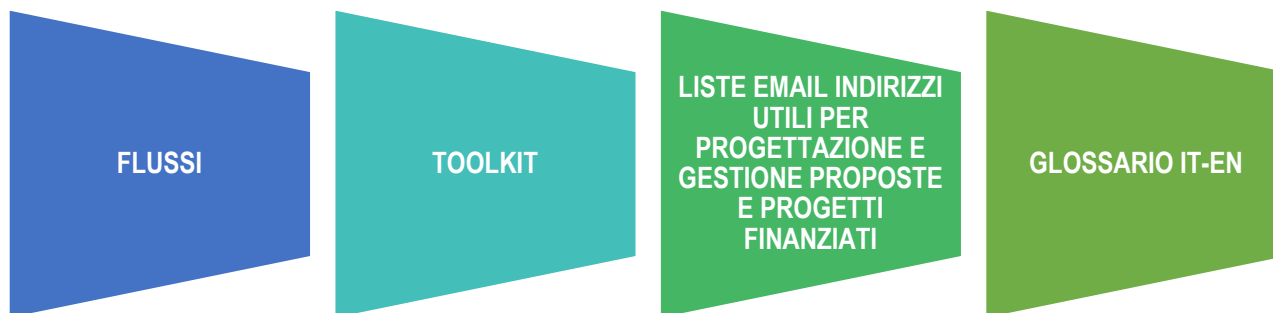 FLUSSI
TOOLKIT
LISTE EMAIL INDIRIZZI
UTILI PER
PROGETTAZIONE E
GESTIONE PROPOSTE
E PROGETTI
FINANZIATI
GLOSSARIO IT-EN